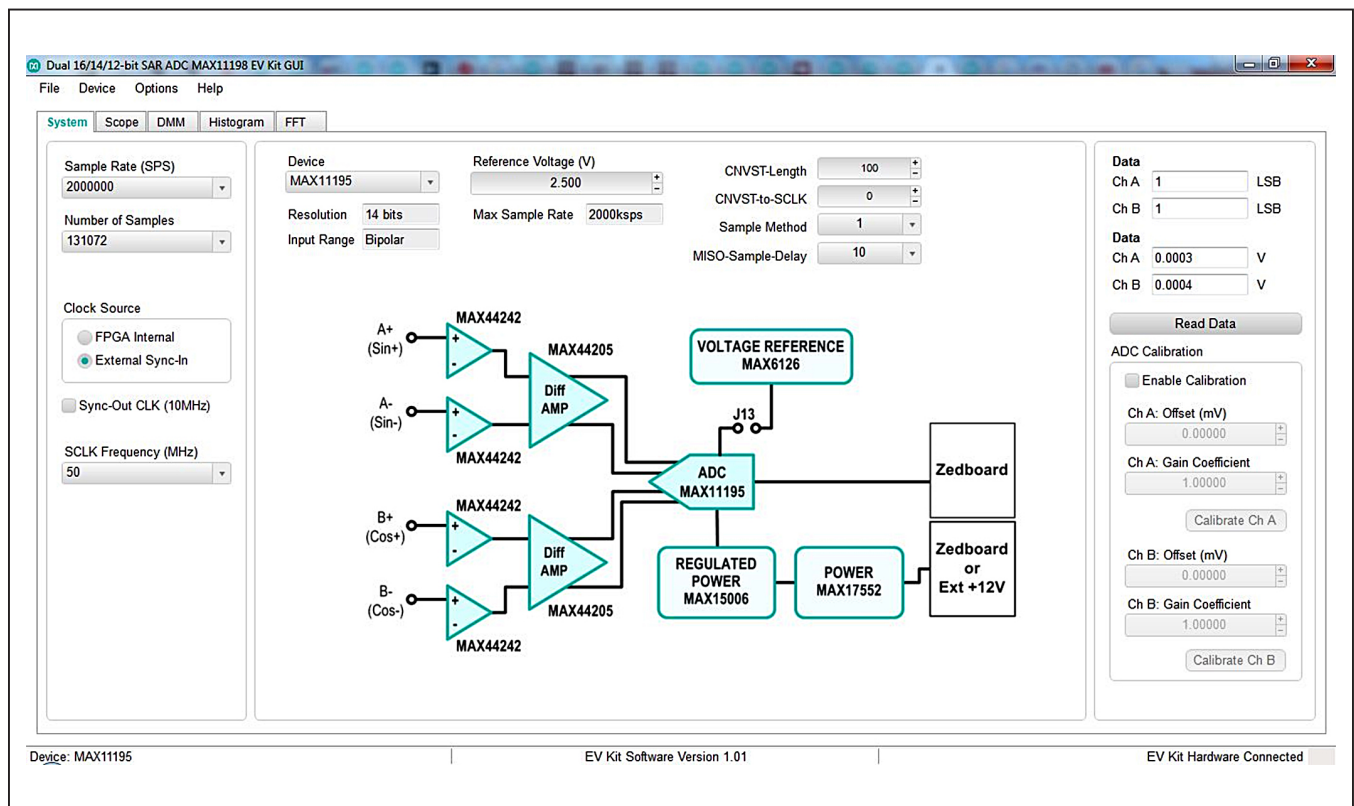 Dual 16/14/12-bit SAR ADC MAX11198 EV Kit GUI
File Device Options Help
System Scope DMM Histogram FFT
Sample Rate (SPS)
2000000
Number of Samples
131072
Clock Source
FPGA Internal
External Sync-In
Sync-Out CLK (10MHz)
SCLK Frequency (MHz)
50
Device
MAX11195
Resolution 14 bits
Input Range Bipolar
Reference Voltage (V)
2.500
Max Sample Rate 2000ksps
CNVST-Length 100
CNVST-to-SCLK 0
Sample Method 1
MISO-Sample-Delay 10
A+
(Sin+)
MAX44242
+
-
A-
(Sin-)
+
-
MAX44242
MAX44205
Diff
AMP
VOLTAGE REFERENCE
MAX6126
J13
ADC
MAX11195
Zedboard
B+
(Cos+)
MAX44242
+
-
B-
(Cos-)
+
-
MAX44242
Diff
AMP
MAX44205
REGULATED
POWER
MAX15006
POWER
MAX17552
Zedboard
or
Ext +12V
Data
Ch A 1 LSB
Ch B 1 LSB
Data
Ch A 0.0003 V
Ch B 0.0004 V
Read Data
ADC Calibration
Enable Calibration
Ch A: Offset (mV)
0.00000
Ch A: Gain Coefficient
1.00000
Calibrate Ch A
Ch B: Offset (mV)
0.00000
Ch B: Gain Coefficient
1.00000
Calibrate Ch B
Device: MAX11195
EV Kit Software Version 1.01
EV Kit Hardware Connected